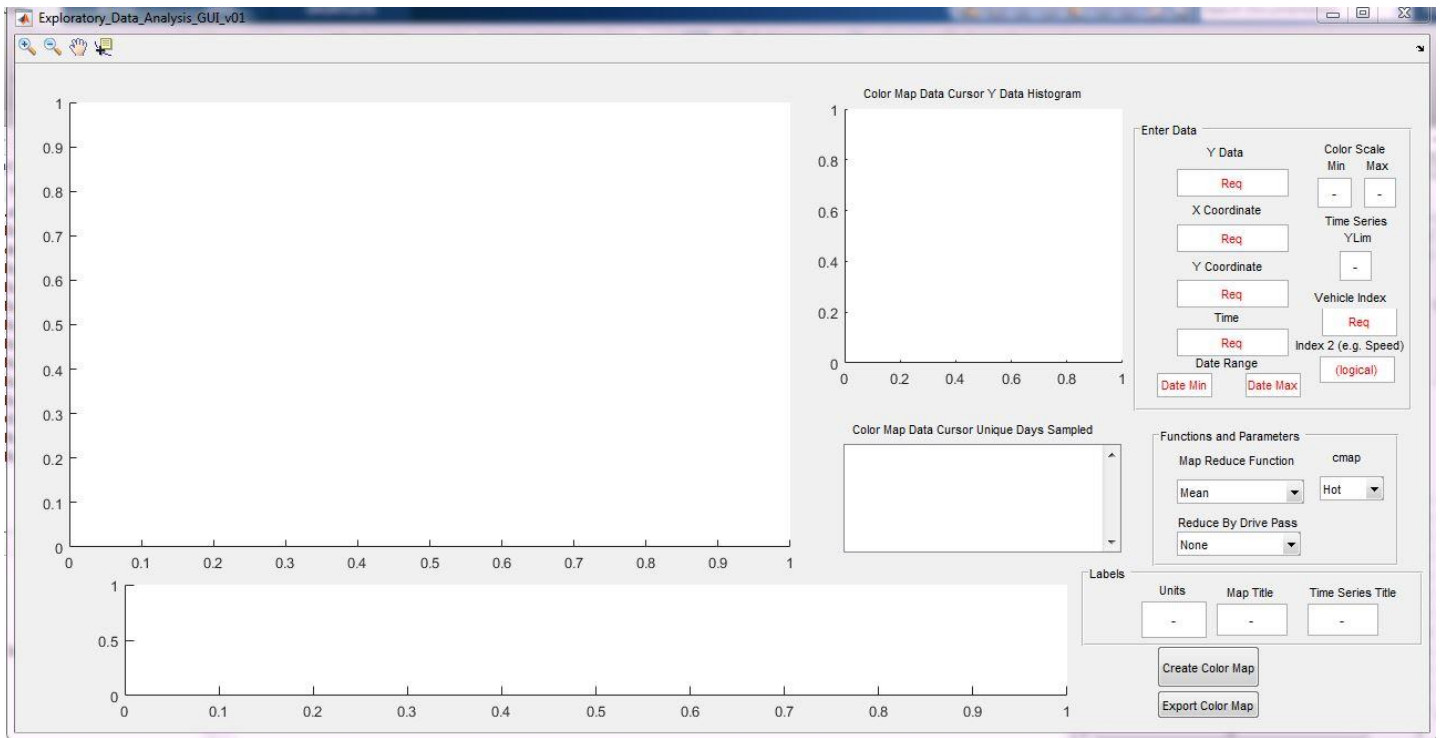 Exploratory_Data_Analysis_GUI_v01
1
0.9
0.8
0.7
0.6
0.5
0.4
0.3
0.2
0.1
0
0 0.1 0.2 0.3 0.4 0.5 0.6 0.7 0.8 0.9 1
Color Map Data Cursor Y Data Histogram
1
0.8
0.6
0.4
0.2
0
0 0.2 0.4 0.6 0.8 1
Color Map Data Cursor Unique Days Sampled
1
0.5
0
0 0.1 0.2 0.3 0.4 0.5 0.6 0.7 0.8 0.9 1
Enter Data
Y Data
Req
X Coordinate
Req
Y Coordinate
Req
Time
Req
Date Range
Date Min Date Max
Color Scale
Min Max
- -
Time Series
YLim
-
Vehicle Index
Req
Index 2 (e.g. Speed)
(logical)
Functions and Parameters
Map Reduce Function cmap
Mean Hot
Reduce By Drive Pass
None
Labels
Units Map Title Time Series Title
- - -
Create Color Map
Export Color Map